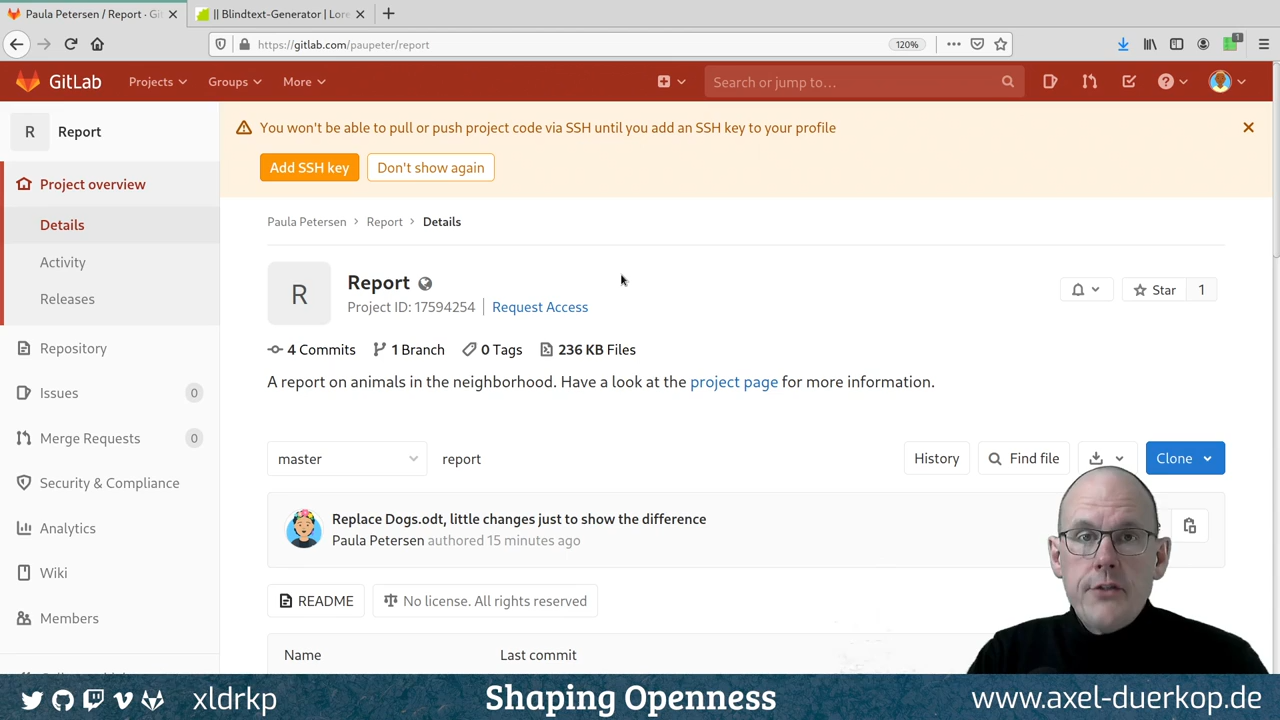 Paula Petersen / Report · Git
|| Blindtext-Generator | Lore
https://gitlab.com/paupeter/report
120%
1
GitLab
Projects
Groups
More
Search or jump to…
You won't be able to pull or push project code via SSH until you add an SSH key to your profile
Add SSH key
Don't show again
R
Report
Project overview
Details
Activity
Releases
Repository
Issues
0
Merge Requests
0
Security & Compliance
Analytics
Wiki
Members
Paula Petersen › Report › Details
R
Report
Project ID: 17594254
Request Access
Star
1
4 Commits
1 Branch
0 Tags
236 KB Files
A report on animals in the neighborhood. Have a look at the project page for more information.
master
report
History
Find file
Clone
Replace Dogs.odt, little changes just to show the difference
Paula Petersen authored 15 minutes ago
README
No license. All rights reserved
Name
Last commit
xldrkp
Shaping Openness
www.axel-duerkop.de